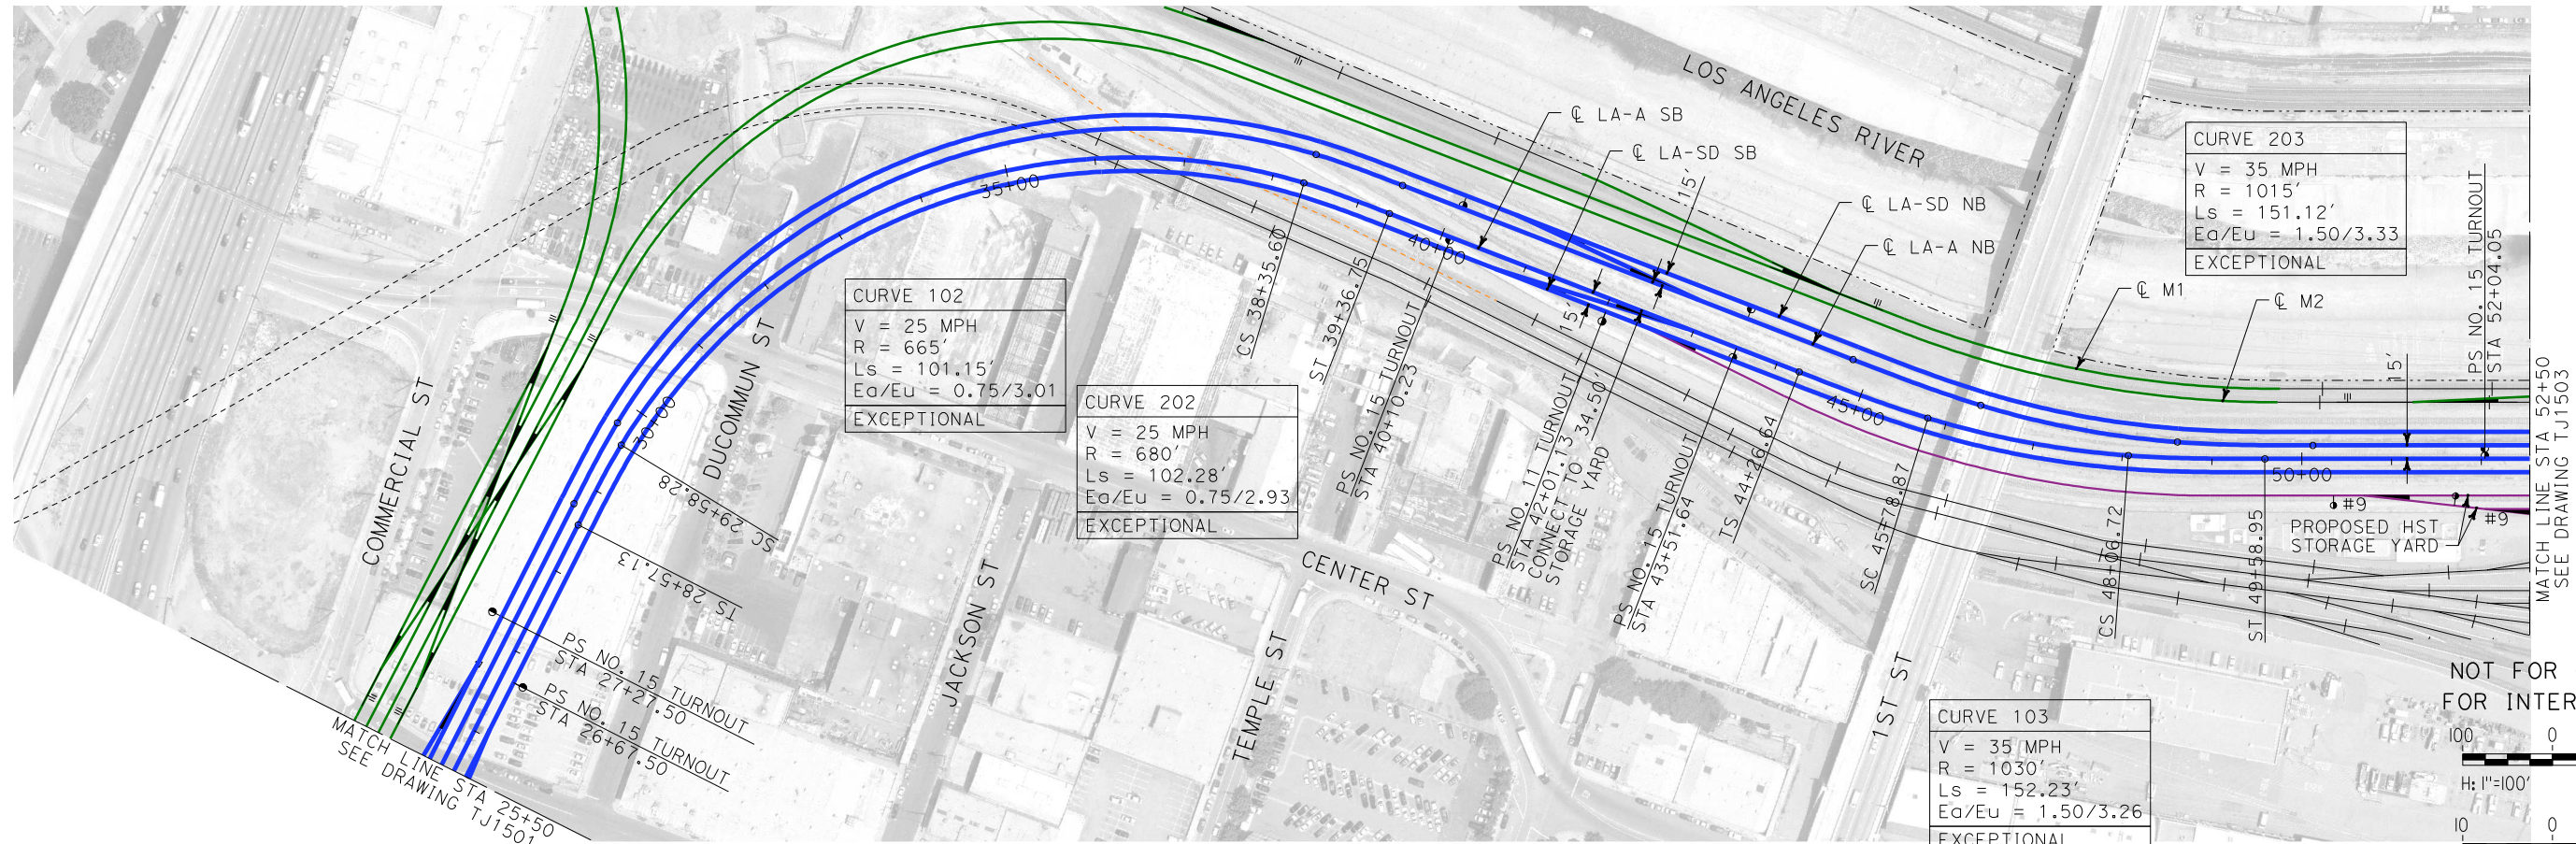 LOS ANGELES RIVER
℄ LA-A SB
℄ LA-SD SB
15'
℄ LA-SD NB
℄ LA-A NB
CURVE 203
V = 35 MPH
R = 1015'
Ls = 151.12'
Ea/Eu = 1.50/3.33
EXCEPTIONAL
℄ M1
℄ M2
PS NO. 15 TURNOUT
STA 52+04.05
15'
MATCH LINE STA 52+50
SEE DRAWING TJ1503
35+00
40+00
CURVE 102
V = 25 MPH
R = 665'
Ls = 101.15'
Ea/Eu = 0.75/3.01
EXCEPTIONAL
CURVE 202
V = 25 MPH
R = 680'
Ls = 102.28'
Ea/Eu = 0.75/2.93
EXCEPTIONAL
CS 38+35.60
ST 39+36.75
PS NO. 15 TURNOUT
STA 40+10.23
15'
PS NO. 11 TURNOUT
STA 42+01.13
CONNECT TO
STORAGE YARD
34.50'
PS NO. 15 TURNOUT
STA 43+51.64
TS 44+26.64
45+00
SC 45+78.87
CS 48+06.72
ST 49+58.95
50+00
#9
#9
PROPOSED HST
STORAGE YARD
COMMERCIAL ST
DUCOMMUN ST
30+00
SC 29+58.28
TS 28+57.13
JACKSON ST
CENTER ST
TEMPLE ST
1ST ST
PS NO. 15 TURNOUT
STA 27+27.50
PS NO. 15 TURNOUT
STA 26+67.50
MATCH LINE STA 25+50
SEE DRAWING TJ1501
CURVE 103
V = 35 MPH
R = 1030'
Ls = 152.23'
Ea/Eu = 1.50/3.26
EXCEPTIONAL
NOT FOR
FOR INTER
100 0
H: 1"=100'
10 0